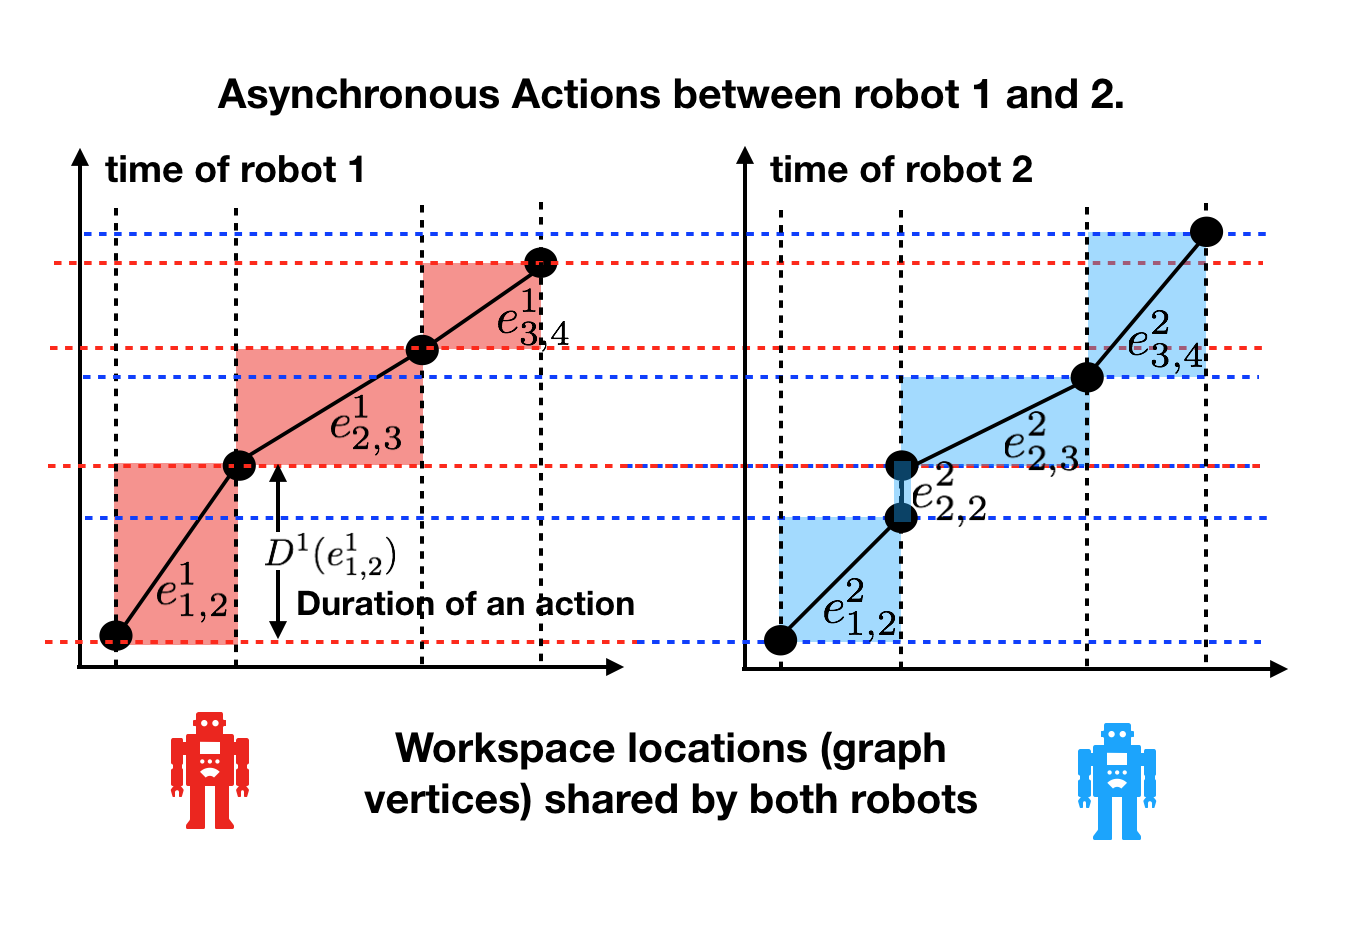 Asynchronous Actions between robot 1 and 2.
time of robot 1
time of robot 2
e^1_{3,4}
e^2_{3,4}
e^1_{2,3}
e^2_{2,3}
e^2_{2,2}
D^1(e^1_{1,2})
e^1_{1,2}
Duration of an action
e^2_{1,2}
Workspace locations (graph
vertices) shared by both robots